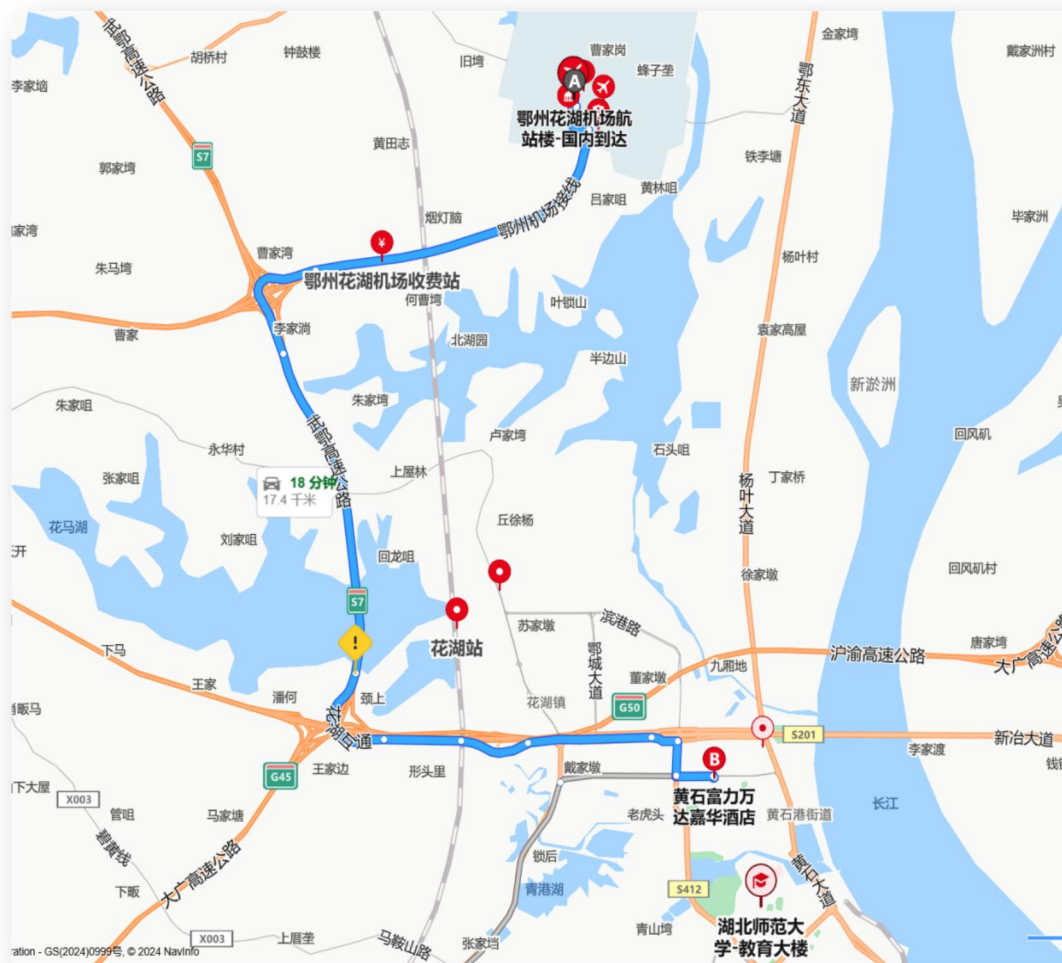 武鄂高速公路
胡桥村
钟鼓楼
旧塆
曹家岗
蜂子垄
金家塆
戴家洲村
李家垴
鄂东大道
A
鄂州花湖机场航
站楼-国内到达
S7
郭家塆
黄田志
铁李塘
黄林咀
吕家咀
烟灯脑
鄂州机场接线
毕家洲
曹家湾
¥
朱马塆
鄂州花湖机场收费站
杨叶村
何曹塆
叶锁山
曹家
李家淌
北湖园
袁家高屋
半边山
新淤洲
朱家咀
朱家塆
武鄂高速公路
卢家塆
回风矶
永华村
石头咀
上屋林
张家咀
18 分钟
17.4 千米
丁家桥
杨叶大道
花马湖
刘家咀
丘徐杨
回龙咀
徐家墩
回风矶村
S7
苏家墩
滨港路
花湖站
鄂城大道
唐家塆
下马
沪渝高速公路
大广高速公路
九厢地
王家
潘何
颈上
董家墩
花湖镇
G50
花湖互通
S201
新冶大道
李家渡
王家边
形头里
戴家墩
B
G45
黄石富力万
达嘉华酒店
X003
管咀
马家塘
老虎头
黄石港街道
长江
碧黄线
锁后
大广高速公路
黄石大道
下畈
青港湖
S412
湖北师范大
学-教育大楼
青山塆
X003
上厝垄
马鞍山路
张家垱
ration - GS(2024)0999号, © 2024 NavInfo